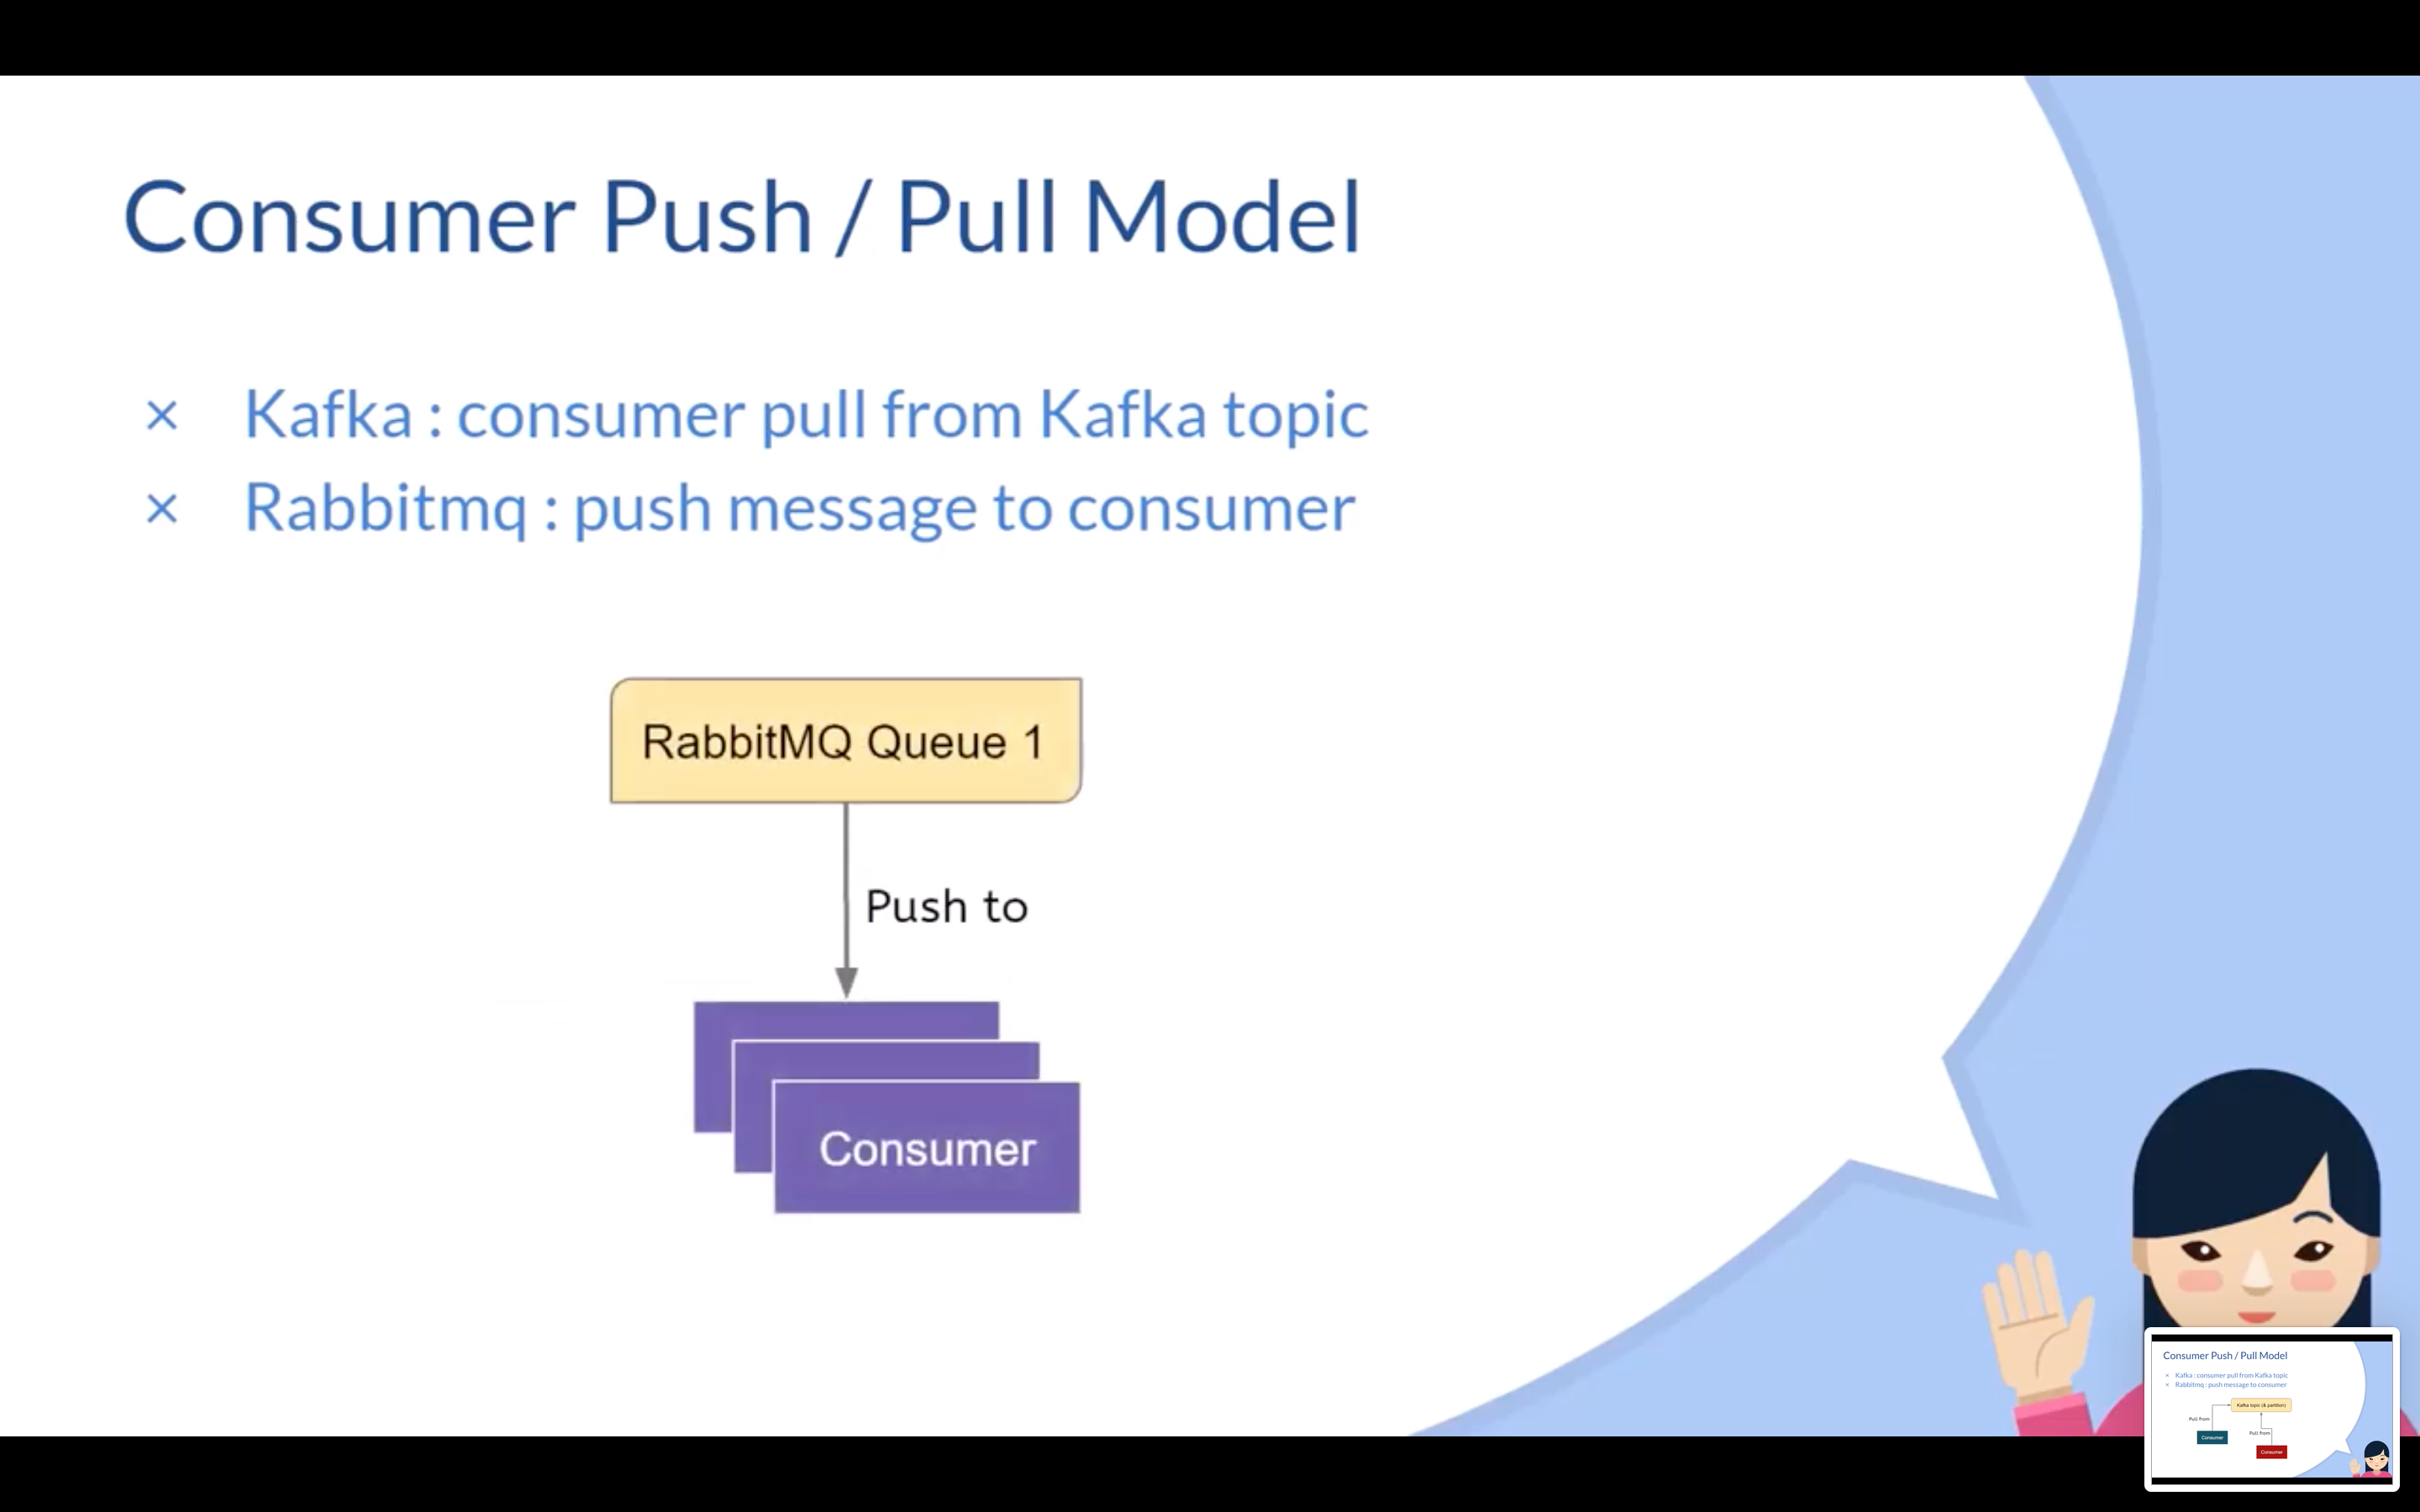 Consumer Push / Pull Model
× Kafka : consumer pull from Kafka topic
× Rabbitmq : push message to consumer
RabbitMQ Queue 1
Push to
Consumer
Consumer Push / Pull Model
× Kafka : consumer pull from Kafka topic
× Rabbitmq : push message to consumer
Kafka topic (& partition)
Pull from
Consumer
Pull from
Consumer